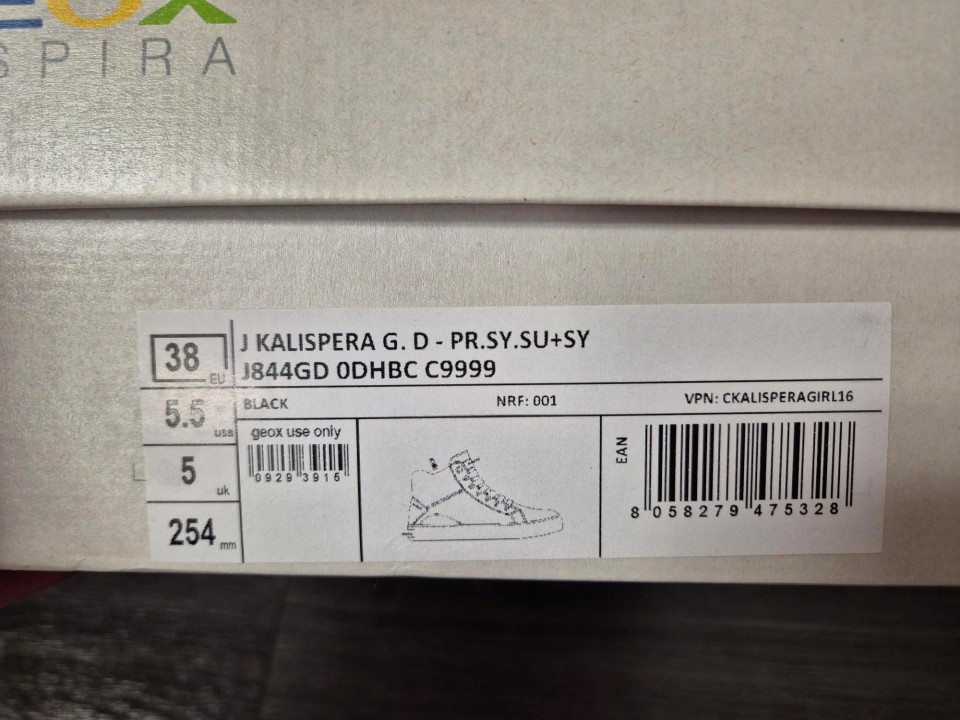 EOX
SPIRA
38 EU
J KALISPERA G. D - PR.SY.SU+SY
J844GD 0DHBC C9999
5.5 usa
BLACK
NRF: 001
VPN: CKALISPERAGIRL16
5 uk
geox use only
0929 3915
EAN
8 058279 475328
254 mm